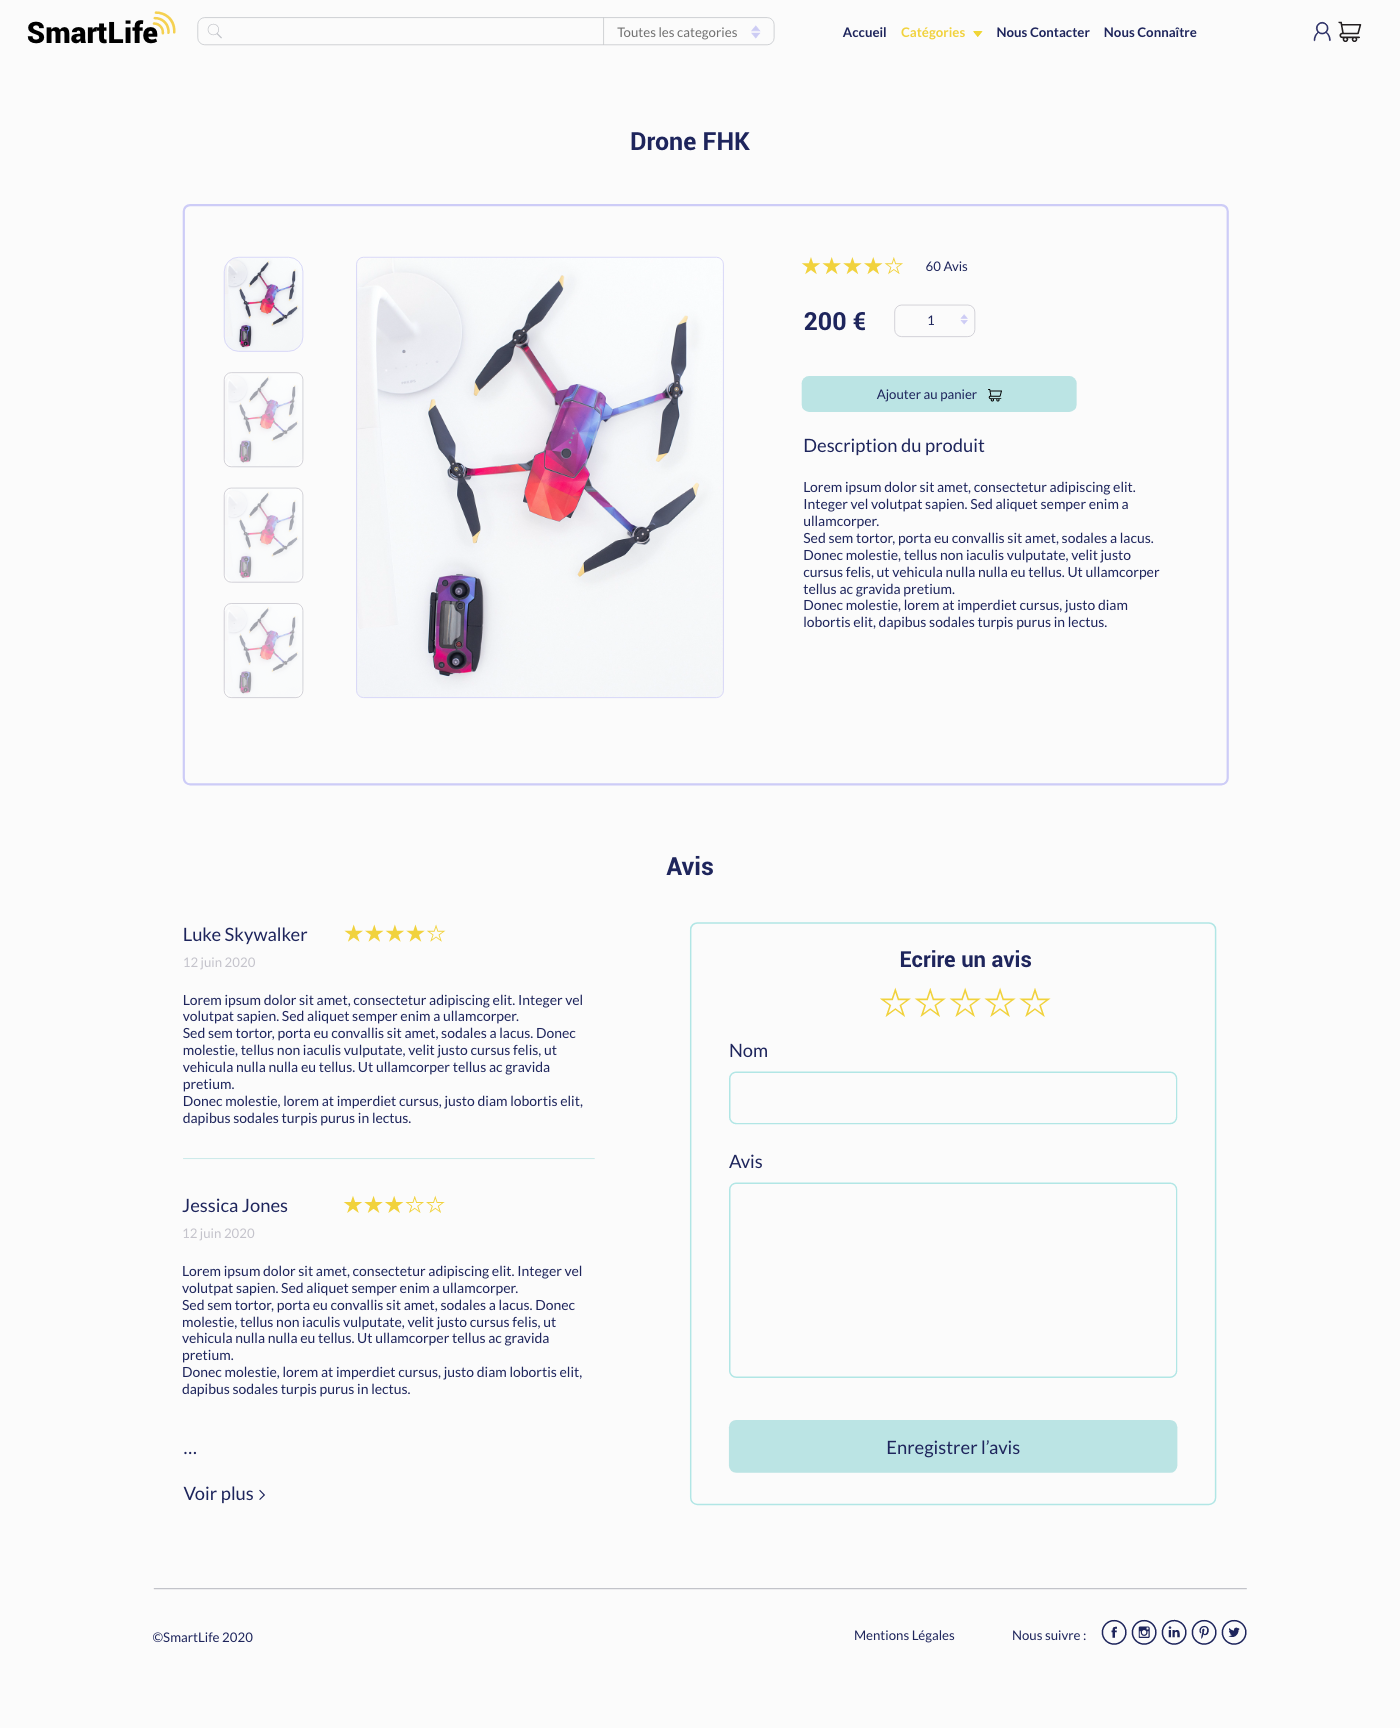 SmartLife
Toutes les categories
Accueil Catégories Nous Contacter Nous Connaître
Drone FHK
60 Avis
200 €
1
Ajouter au panier
Description du produit
Lorem ipsum dolor sit amet, consectetur adipiscing elit.
Integer vel volutpat sapien. Sed aliquet semper enim a
ullamcorper.
Sed sem tortor, porta eu convallis sit amet, sodales a lacus.
Donec molestie, tellus non iaculis vulputate, velit justo
cursus felis, ut vehicula nulla nulla eu tellus. Ut ullamcorper
tellus ac gravida pretium.
Donec molestie, lorem at imperdiet cursus, justo diam
lobortis elit, dapibus sodales turpis purus in lectus.
Avis
Luke Skywalker
12 juin 2020
Lorem ipsum dolor sit amet, consectetur adipiscing elit. Integer vel
volutpat sapien. Sed aliquet semper enim a ullamcorper.
Sed sem tortor, porta eu convallis sit amet, sodales a lacus. Donec
molestie, tellus non iaculis vulputate, velit justo cursus felis, ut
vehicula nulla nulla eu tellus. Ut ullamcorper tellus ac gravida
pretium.
Donec molestie, lorem at imperdiet cursus, justo diam lobortis elit,
dapibus sodales turpis purus in lectus.
Jessica Jones
12 juin 2020
Lorem ipsum dolor sit amet, consectetur adipiscing elit. Integer vel
volutpat sapien. Sed aliquet semper enim a ullamcorper.
Sed sem tortor, porta eu convallis sit amet, sodales a lacus. Donec
molestie, tellus non iaculis vulputate, velit justo cursus felis, ut
vehicula nulla nulla eu tellus. Ut ullamcorper tellus ac gravida
pretium.
Donec molestie, lorem at imperdiet cursus, justo diam lobortis elit,
dapibus sodales turpis purus in lectus.
...
Voir plus >
Ecrire un avis
Nom
Avis
Enregistrer l’avis
©SmartLife 2020
Mentions Légales
Nous suivre :